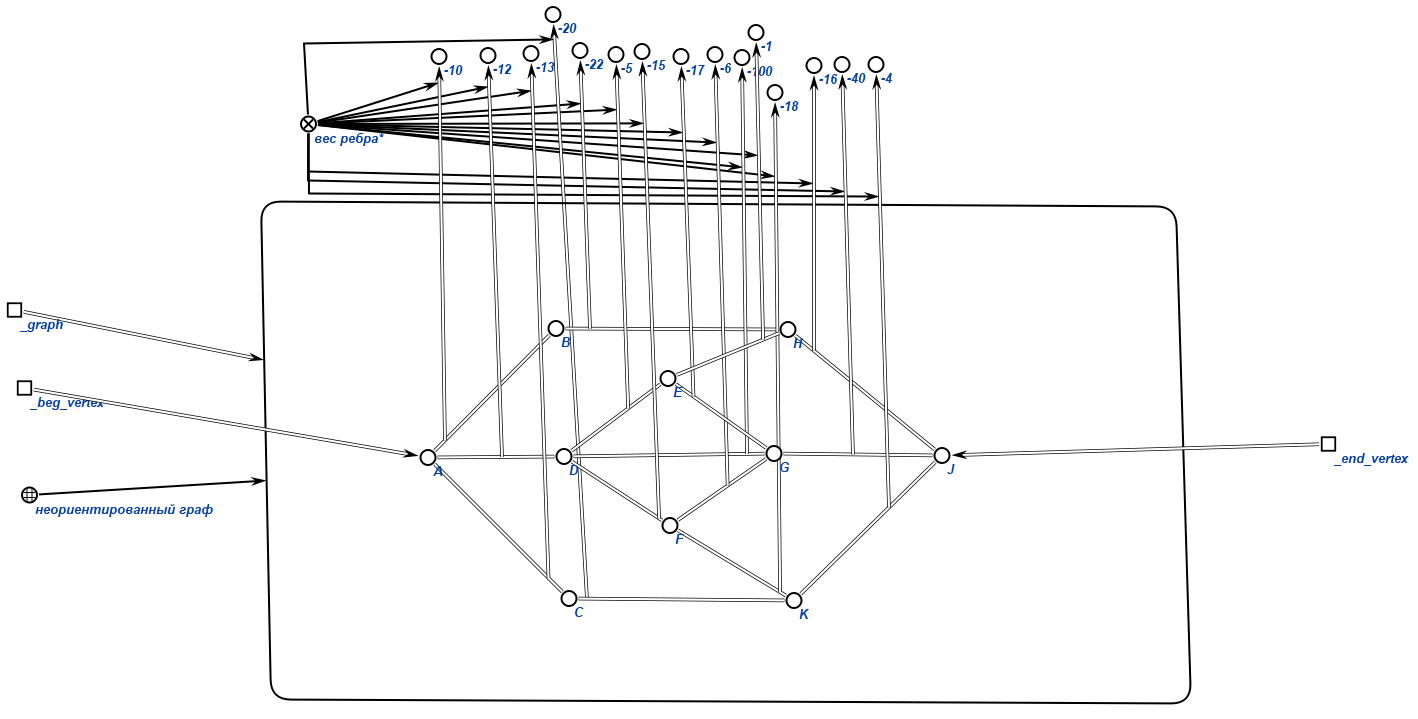 -20
-1
-10
-12
-13
-22
-5
-15
-17
-6
-100
-16
-40
-4
-18
вес ребра*
_graph
B
H
E
_beg_vertex
A
D
G
J
_end_vertex
неориентированный граф
F
C
K